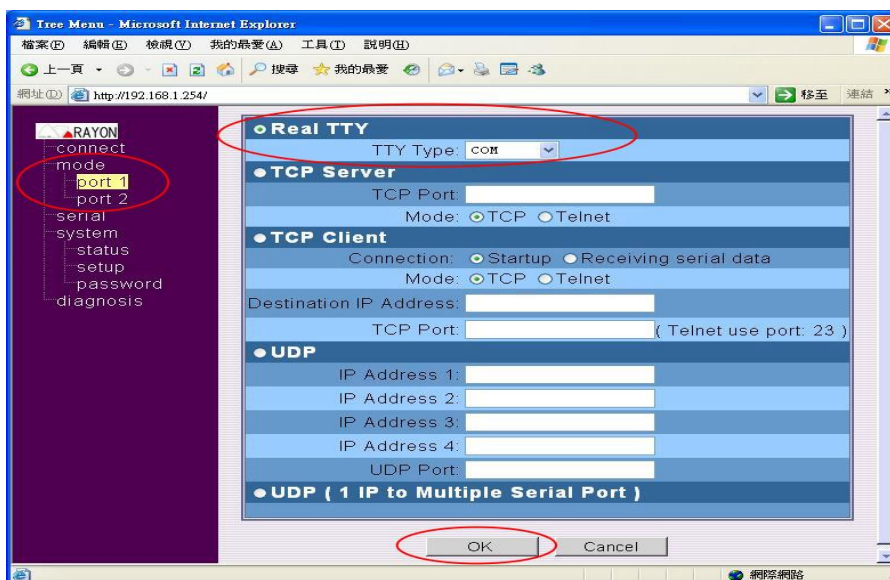 Tree Menu - Microsoft Internet Explorer
檔案(F) 編輯(E) 檢視(V) 我的最愛(A) 工具(T) 說明(H)
上一頁 搜尋 我的最愛
網址(D) http://192.168.1.254/ 移至 連結 »
RAYON
connect
mode
port 1
port 2
serial
system
status
setup
password
diagnosis
Real TTY
TTY Type: COM
TCP Server
TCP Port:
Mode: TCP Telnet
TCP Client
Connection: Startup Receiving serial data
Mode: TCP Telnet
Destination IP Address:
TCP Port: ( Telnet use port: 23 )
UDP
IP Address 1:
IP Address 2:
IP Address 3:
IP Address 4:
UDP Port:
UDP ( 1 IP to Multiple Serial Port )
OK Cancel
網際網路